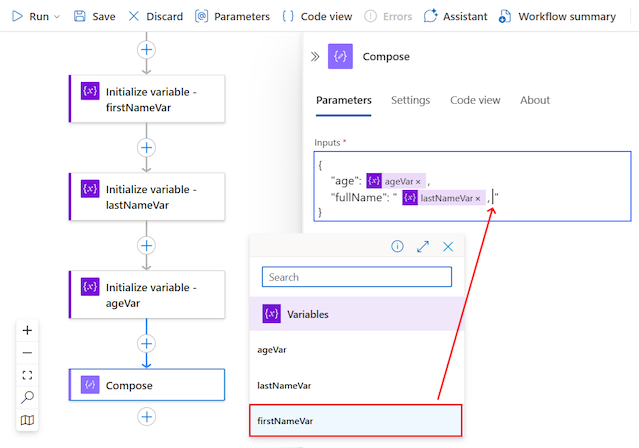 Run Save Discard Parameters Code view Errors Assistant Workflow summary
Initialize variable -
firstNameVar
Initialize variable -
lastNameVar
Initialize variable -
ageVar
Compose
Compose
Parameters Settings Code view About
Inputs *
{
"age": {x} ageVar × ,
"fullName": " {x} lastNameVar × , "
}
Search
{x} Variables
ageVar
lastNameVar
firstNameVar